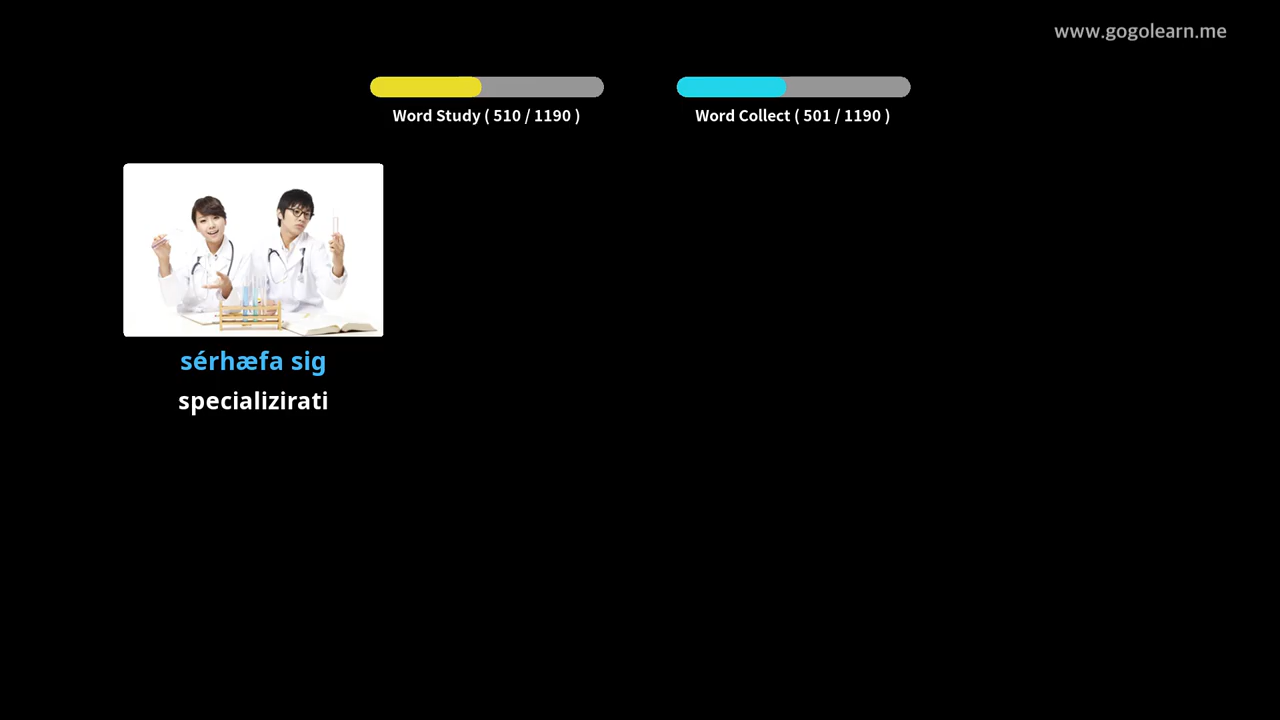 www.gogolearn.me
Word Study ( 510 / 1190 )
Word Collect ( 501 / 1190 )
sérhæfa sig
specializirati